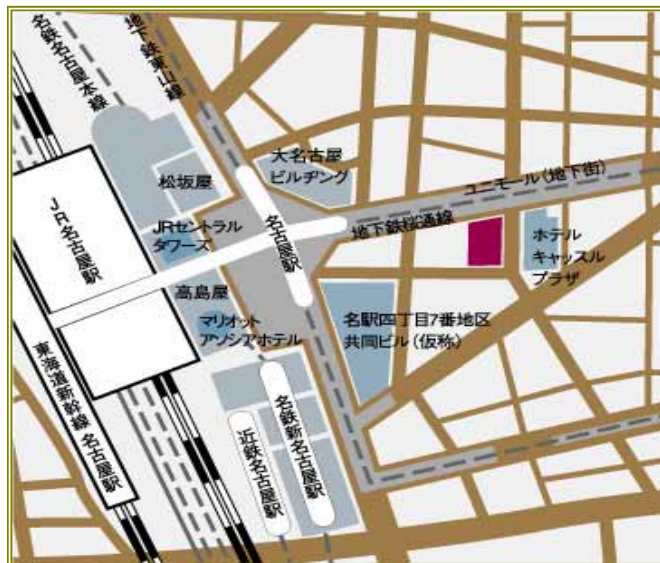 名鉄名古屋本線
地下鉄東山線
松坂屋
大名古屋
ビルヂング
ユニモール(地下街)
地下鉄桜通線
JR名古屋駅
JRセントラル
タワーズ
名古屋駅
ホテル
キャッスル
プラザ
高島屋
マリオット
アソシアホテル
名駅四丁目7番地区
共同ビル(仮称)
東海道新幹線 名古屋駅
近鉄名古屋駅
名鉄新名古屋駅